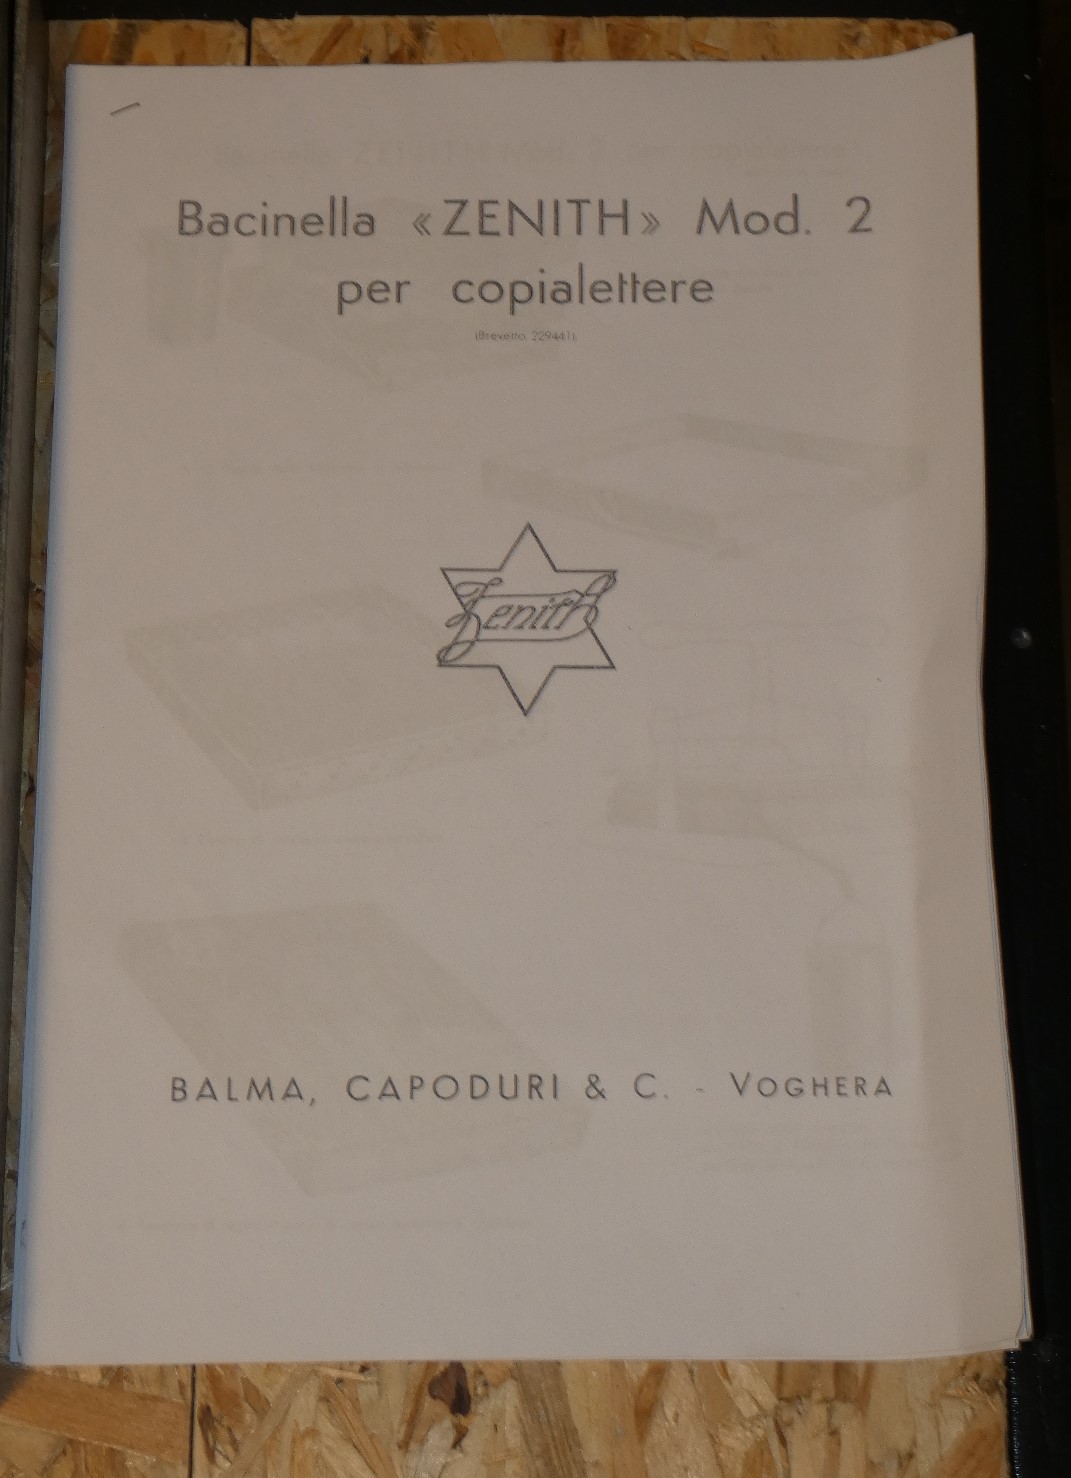 Bacinella «ZENITH» Mod. 2
per copialettere
(Brevetto 229441)
Zenith
BALMA, CAPODURI & C. - VOGHERA